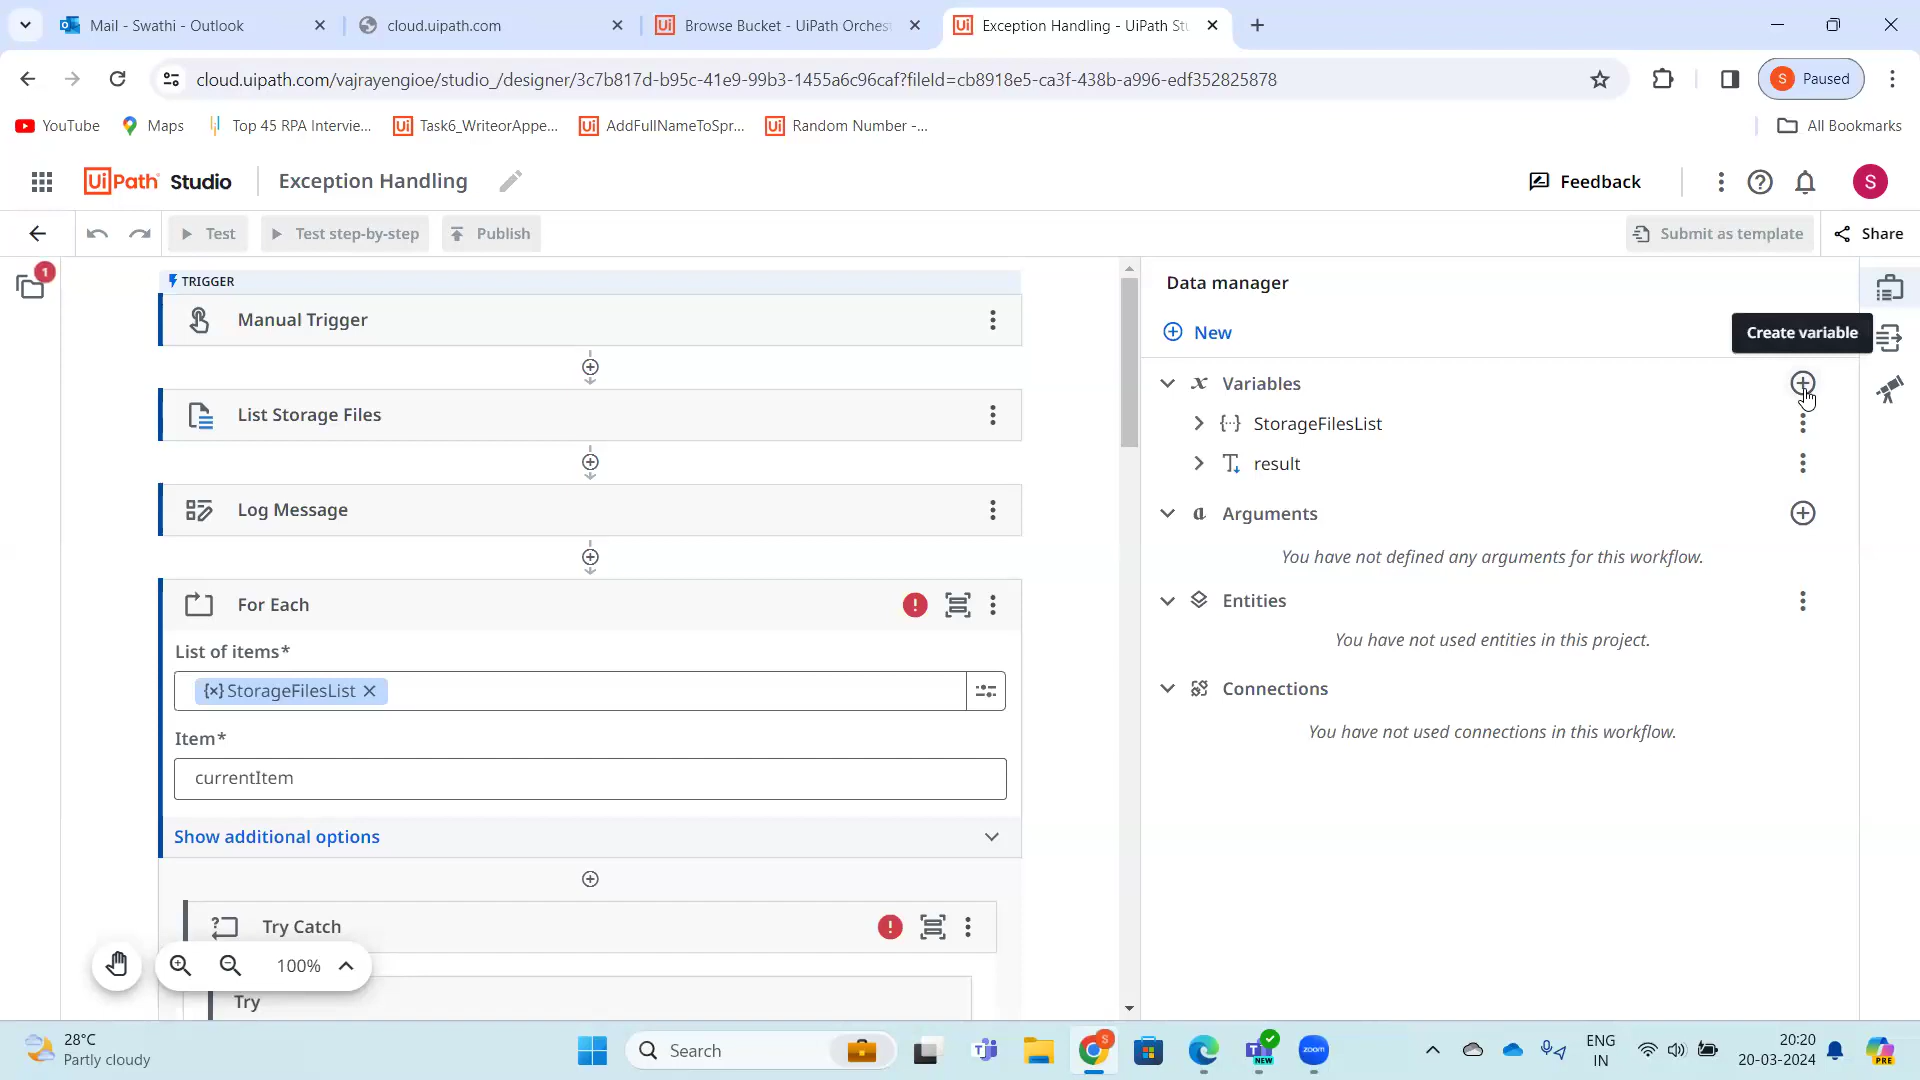 Mail - Swathi - Outlook
cloud.uipath.com
Browse Bucket - UiPath Orches
Exception Handling - UiPath Stu
cloud.uipath.com/vajrayengioe/studio_/designer/3c7b817d-b95c-41e9-99b3-1455a6c96caf?fileId=cb8918e5-ca3f-438b-a996-edf352825878
S Paused
YouTube
Maps
Top 45 RPA Intervie...
Task6_WriteorAppe...
AddFullNameToSpr...
Random Number -...
All Bookmarks
UiPath Studio
Exception Handling
Feedback
S
Test
Test step-by-step
Publish
Submit as template
Share
1
TRIGGER
Manual Trigger
List Storage Files
Log Message
For Each
List of items*
{x} StorageFilesList
Item*
currentItem
Show additional options
Try Catch
Try
100%
Data manager
New
Create variable
Variables
StorageFilesList
result
Arguments
You have not defined any arguments for this workflow.
Entities
You have not used entities in this project.
Connections
You have not used connections in this workflow.
28°C
Partly cloudy
Search
S
NEW
zoom
ENG
IN
20:20
20-03-2024
PRE